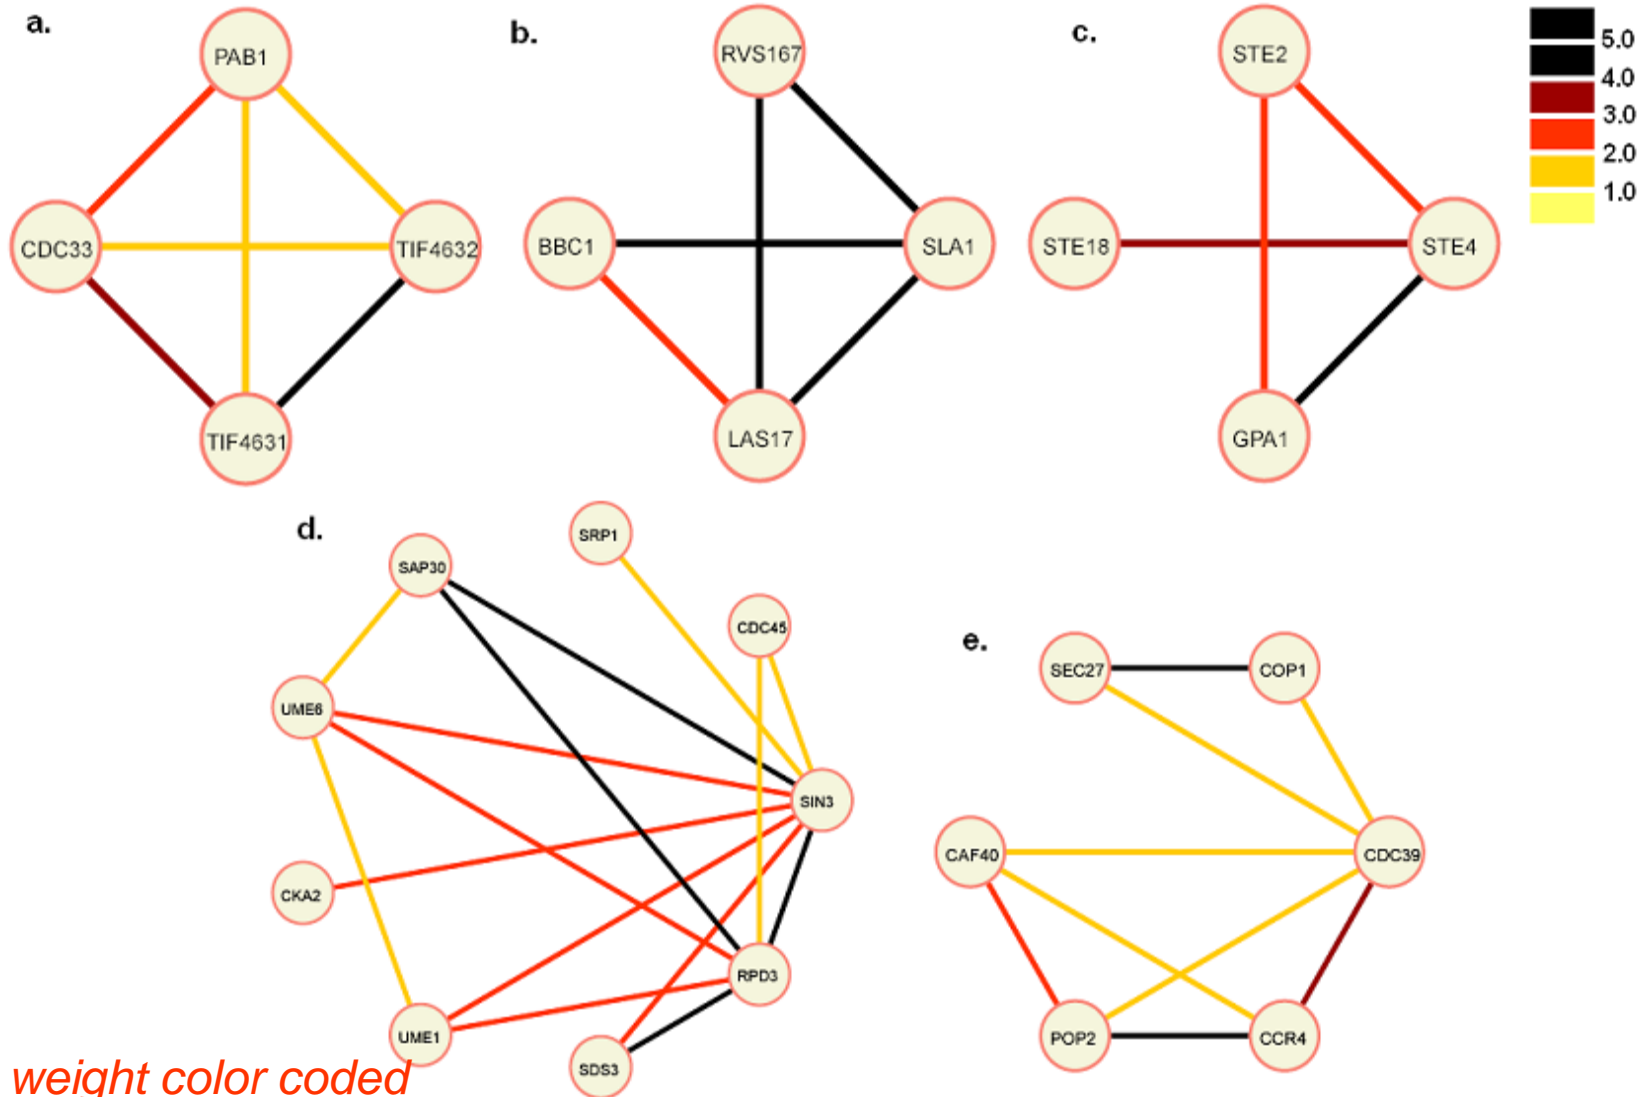 a.
PAB1
CDC33
TIF4632
TIF4631
b.
RVS167
BBC1
SLA1
LAS17
c.
STE2
STE18
STE4
GPA1
5.0
4.0
3.0
2.0
1.0
d.
SRP1
SAP30
CDC45
UME6
SIN3
CKA2
RPD3
UME1
SDS3
e.
SEC27
COP1
CAF40
CDC39
POP2
CCR4
weight color coded